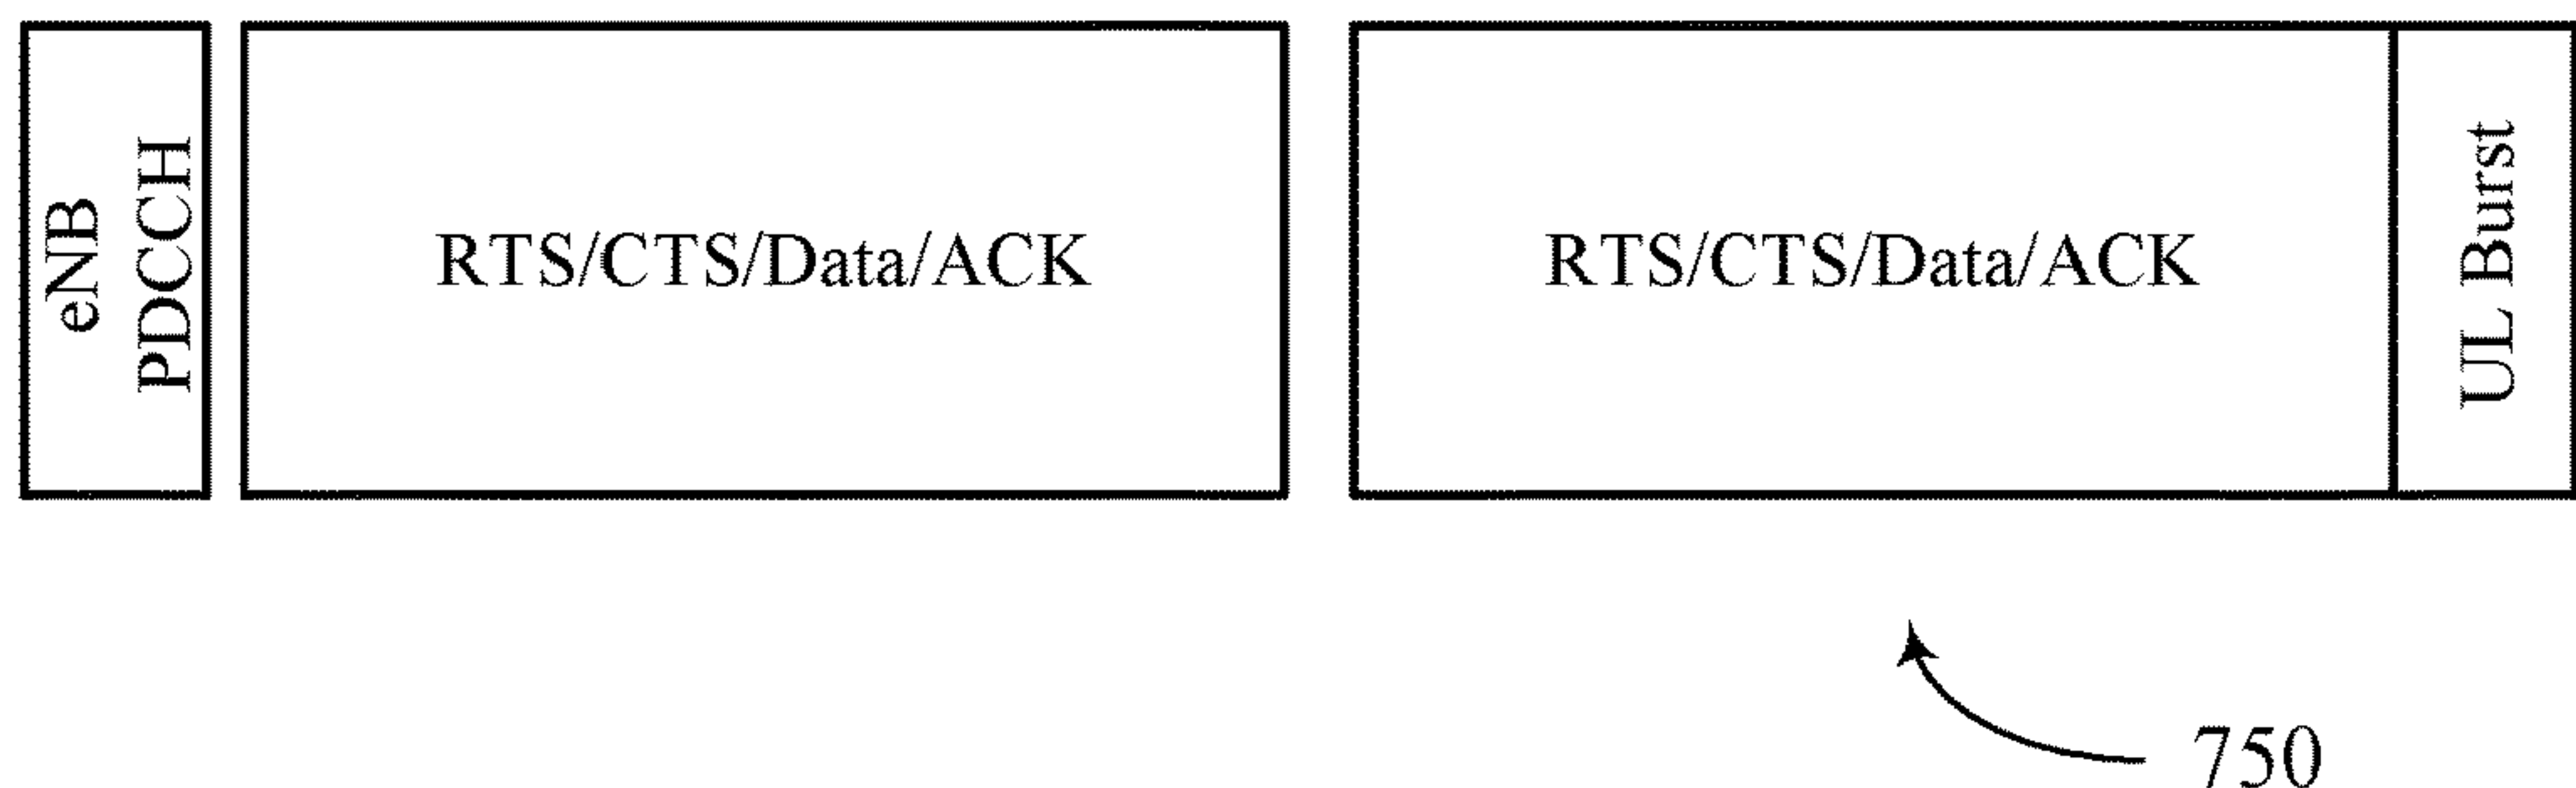 eNB
PDCCH
RTS/CTS/Data/ACK
RTS/CTS/Data/ACK
UL Burst
750